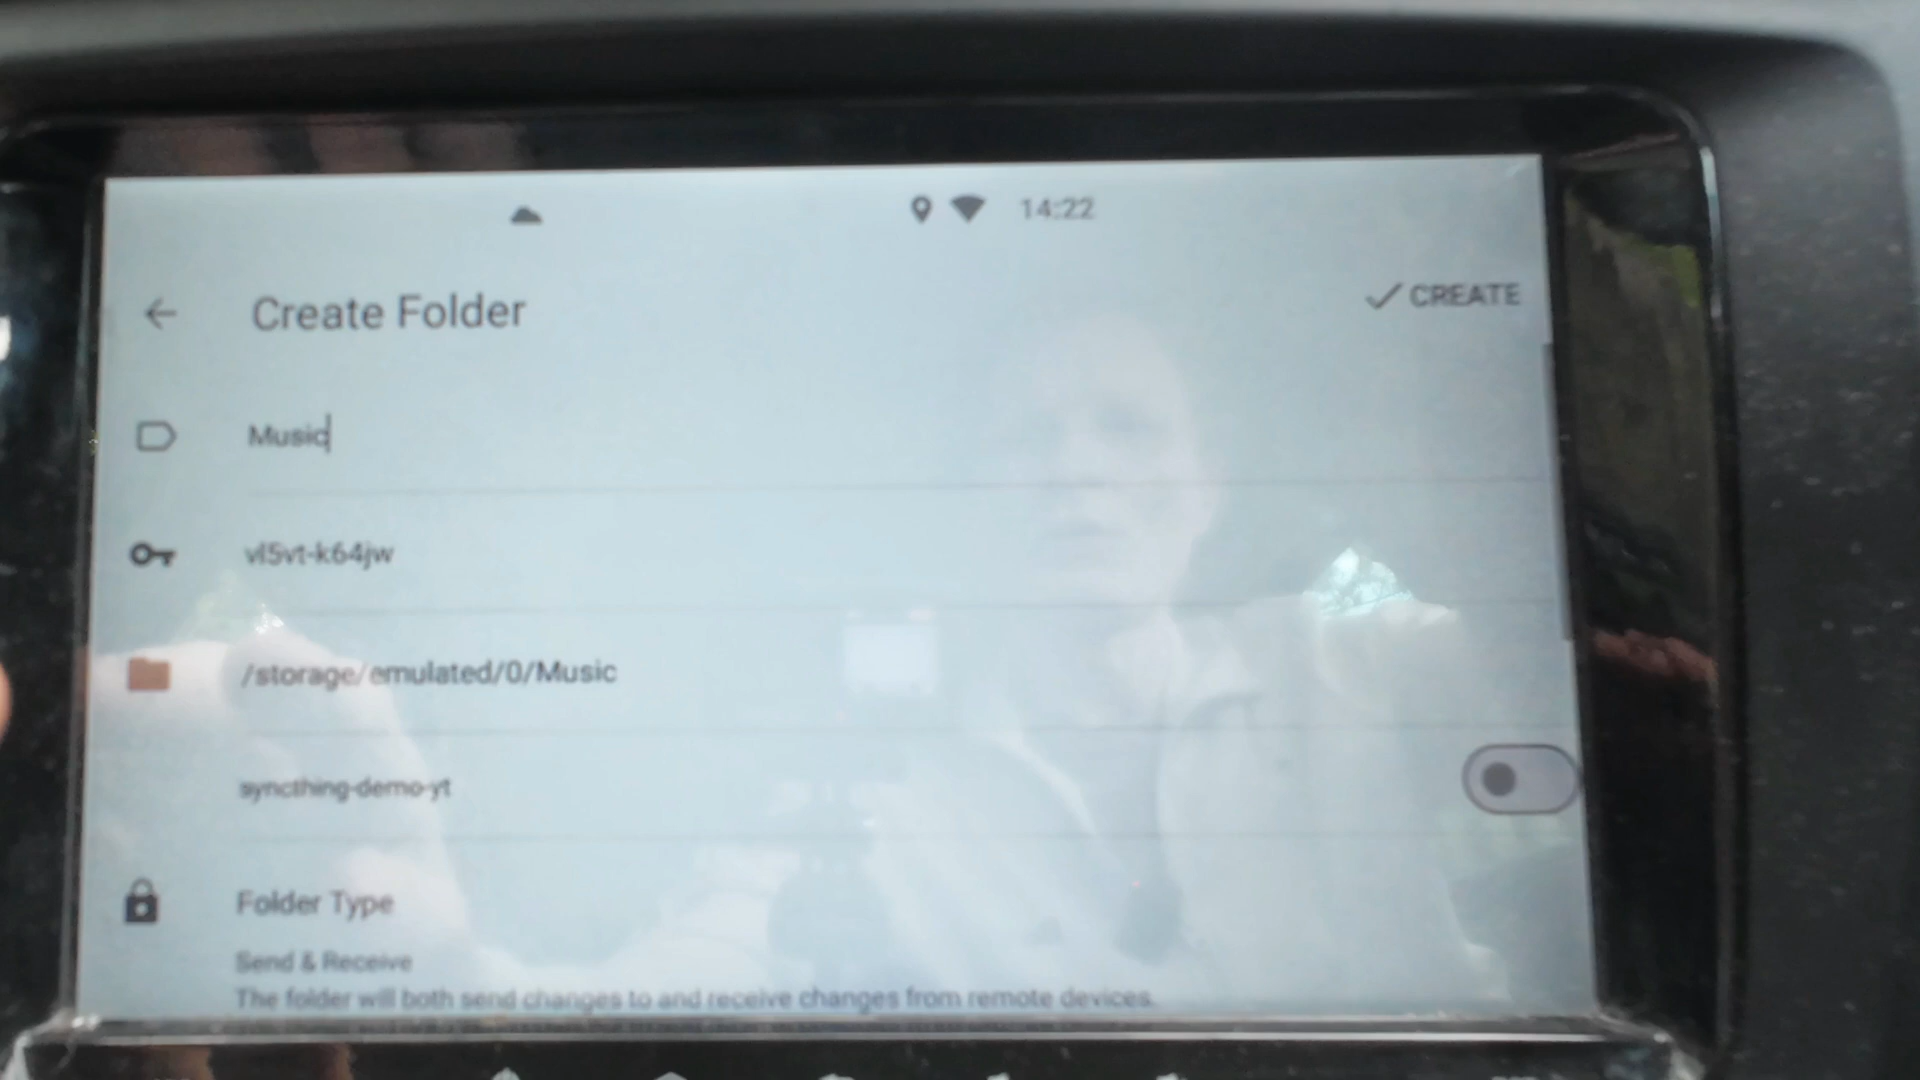 14:22
Create Folder
CREATE
Music
vl5vt-k64jw
/storage/emulated/0/Music
syncthing-demo-yt
Folder Type
Send & Receive
The folder will both send changes to and receive changes from remote devices.